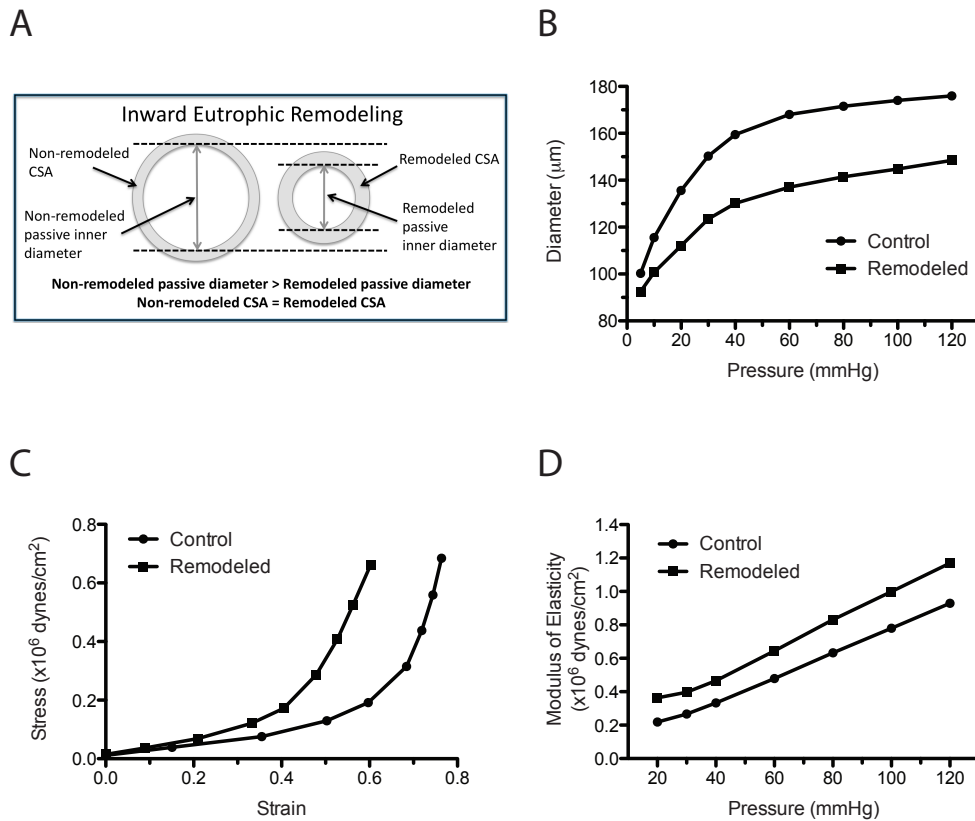 A
Inward Eutrophic Remodeling
Non-remodeled
CSA
Non-remodeled
passive inner
diameter
Remodeled
CSA
Remodeled
passive
inner diameter
Non-remodeled passive diameter > Remodeled passive diameter
Non-remodeled CSA = Remodeled CSA
B
Diameter (μm)
180
160
140
120
100
80
Control
Remodeled
0 20 40 60 80 100 120
Pressure (mmHg)
C
Stress (x10⁶ dynes/cm²)
0.8
0.6
0.4
0.2
0.0
Control
Remodeled
0.0 0.2 0.4 0.6 0.8
Strain
D
Modulus of Elasticity
(x10⁶ dynes/cm²)
1.4
1.2
1.0
0.8
0.6
0.4
0.2
0.0
Control
Remodeled
20 40 60 80 100 120
Pressure (mmHg)